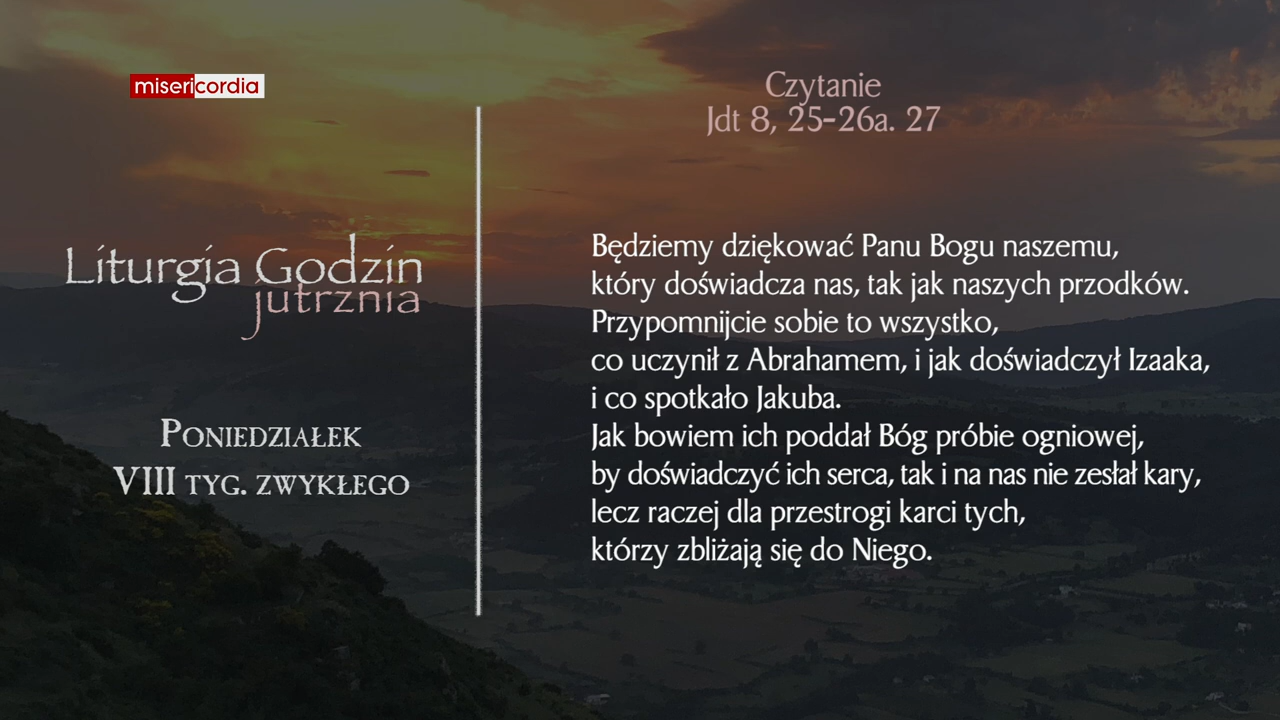 misericordia
Liturgia Godzin
jutrznia
Poniedziałek
VIII tyg. zwykłego
Czytanie
Jdt 8, 25-26a. 27
Będziemy dziękować Panu Bogu naszemu,
który doświadcza nas, tak jak naszych przodków.
Przypomnijcie sobie to wszystko,
co uczynił z Abrahamem, i jak doświadczył Izaaka,
i co spotkało Jakuba.
Jak bowiem ich poddał Bóg próbie ogniowej,
by doświadczyć ich serca, tak i na nas nie zesłał kary,
lecz raczej dla przestrogi karci tych,
którzy zbliżają się do Niego.